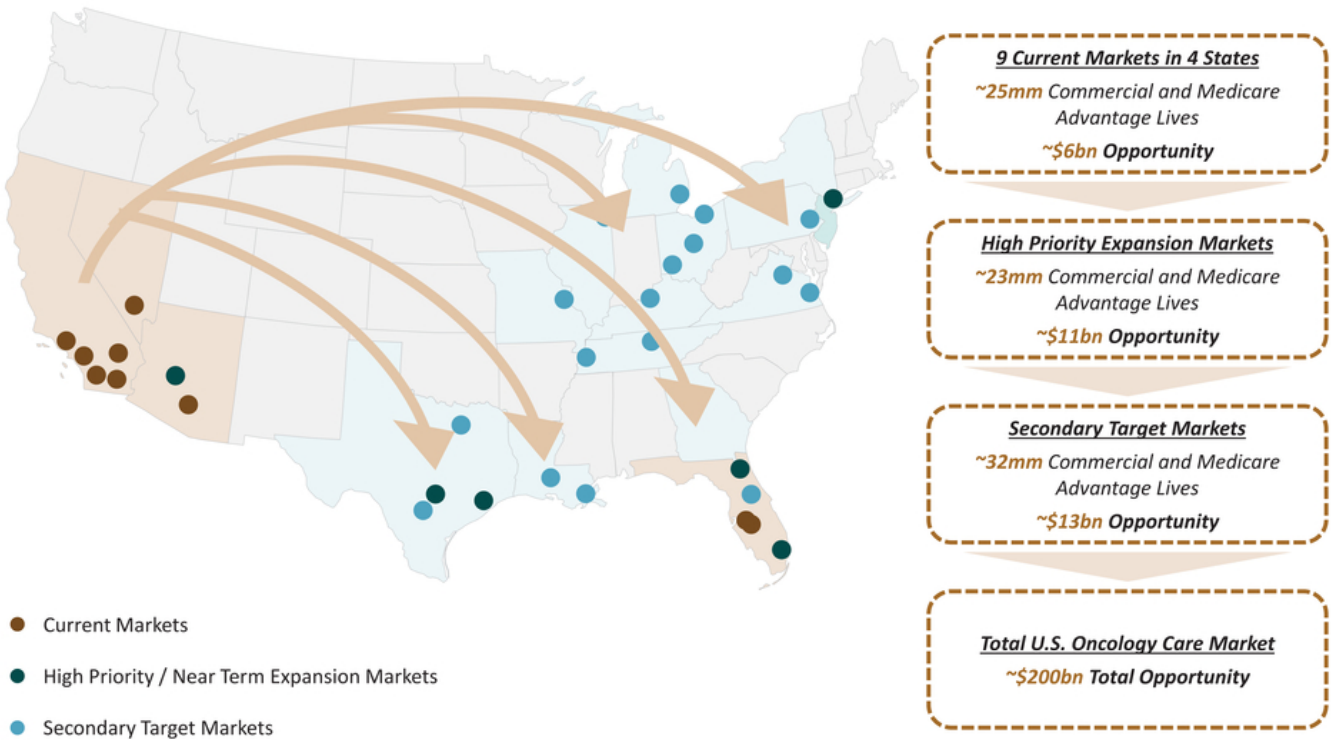 9 Current Markets in 4 States
~25mm Commercial and Medicare
Advantage Lives
~$6bn Opportunity
High Priority Expansion Markets
~23mm Commercial and Medicare
Advantage Lives
~$11bn Opportunity
Secondary Target Markets
~32mm Commercial and Medicare
Advantage Lives
~$13bn Opportunity
Total U.S. Oncology Care Market
~$200bn Total Opportunity
Current Markets
High Priority / Near Term Expansion Markets
Secondary Target Markets